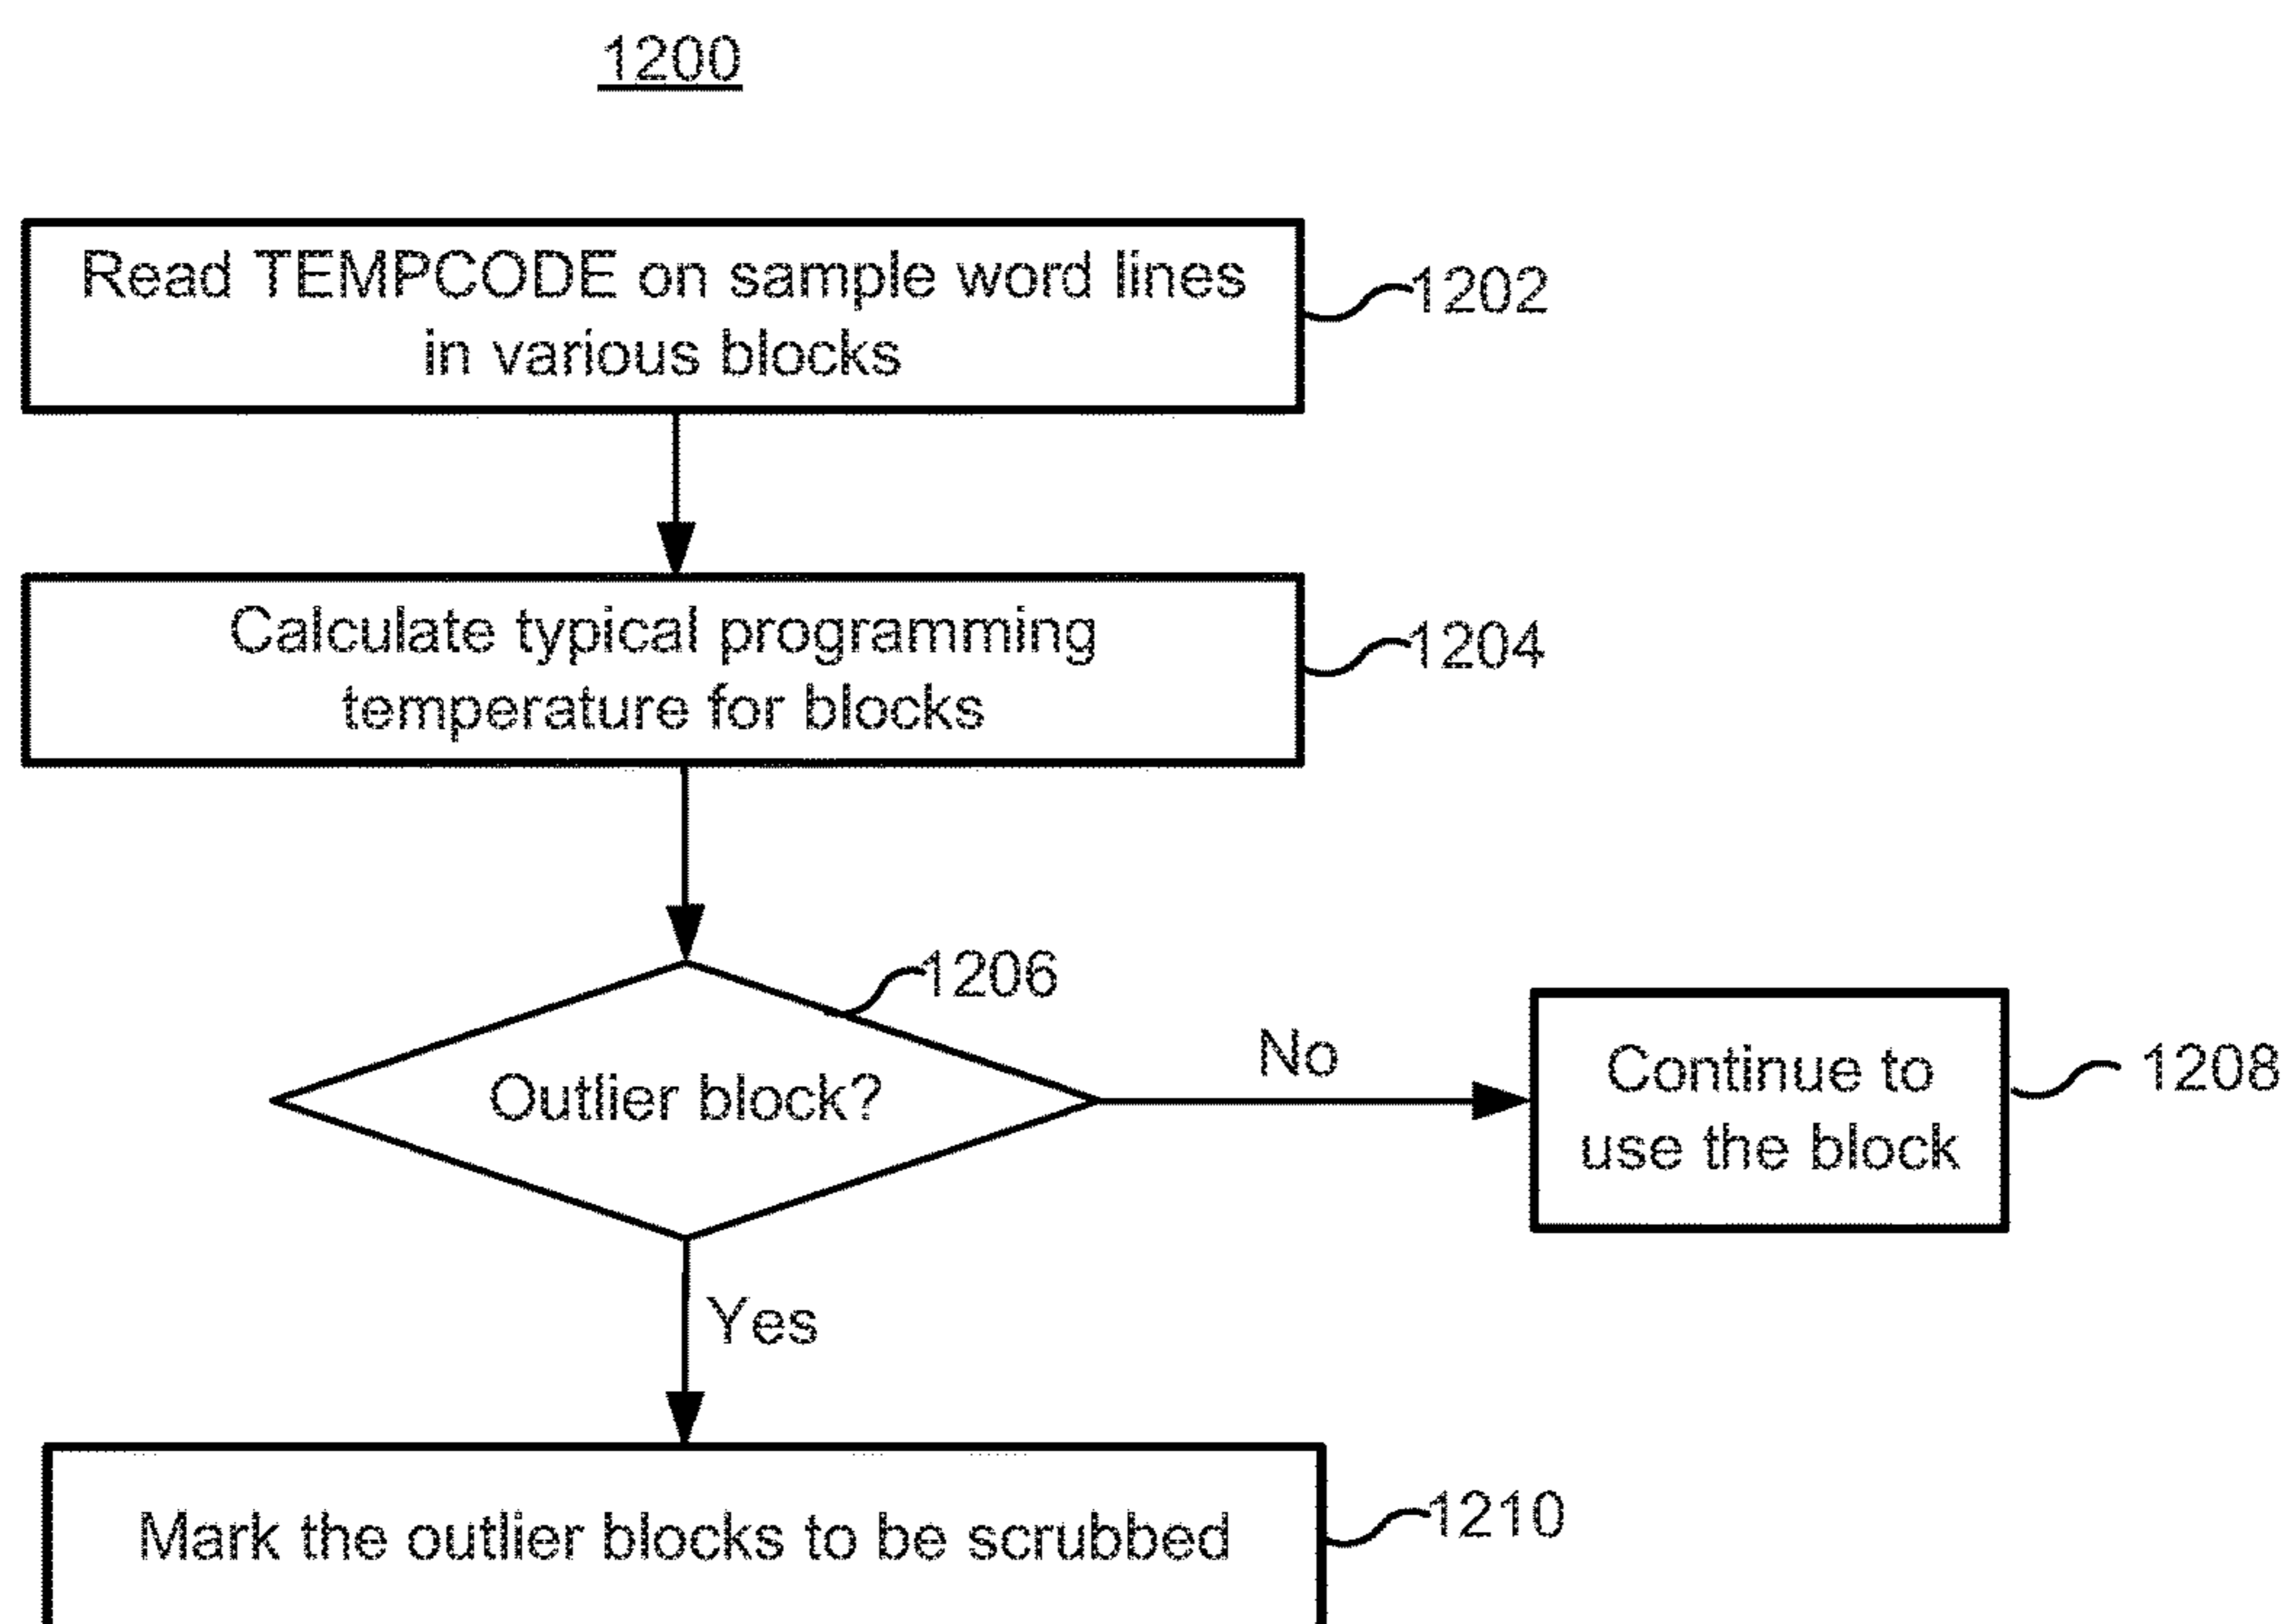 1200
Read TEMPCODE on sample word lines
in various blocks
1202
Calculate typical programming
temperature for blocks
1204
1206
Outlier block?
No
Continue to
use the block
1208
Yes
Mark the outlier blocks to be scrubbed
1210